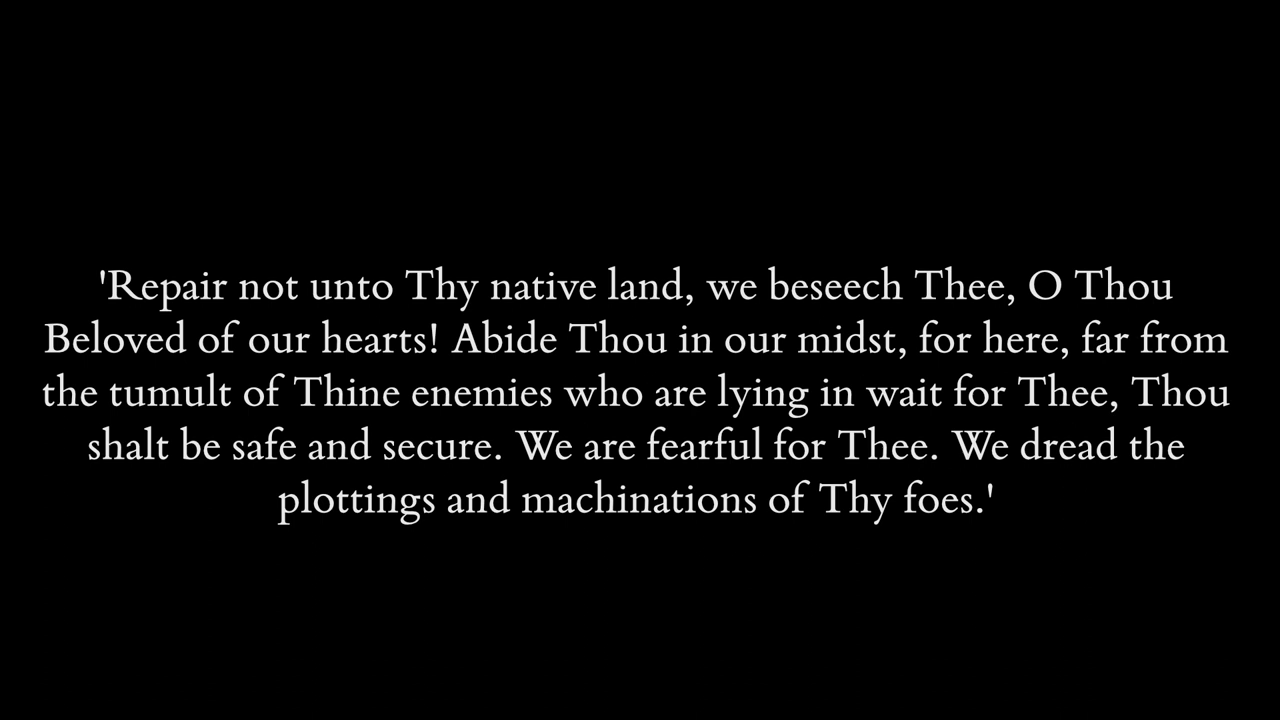 'Repair not unto Thy native land, we beseech Thee, O Thou
Beloved of our hearts! Abide Thou in our midst, for here, far from
the tumult of Thine enemies who are lying in wait for Thee, Thou
shalt be safe and secure. We are fearful for Thee. We dread the
plottings and machinations of Thy foes.'